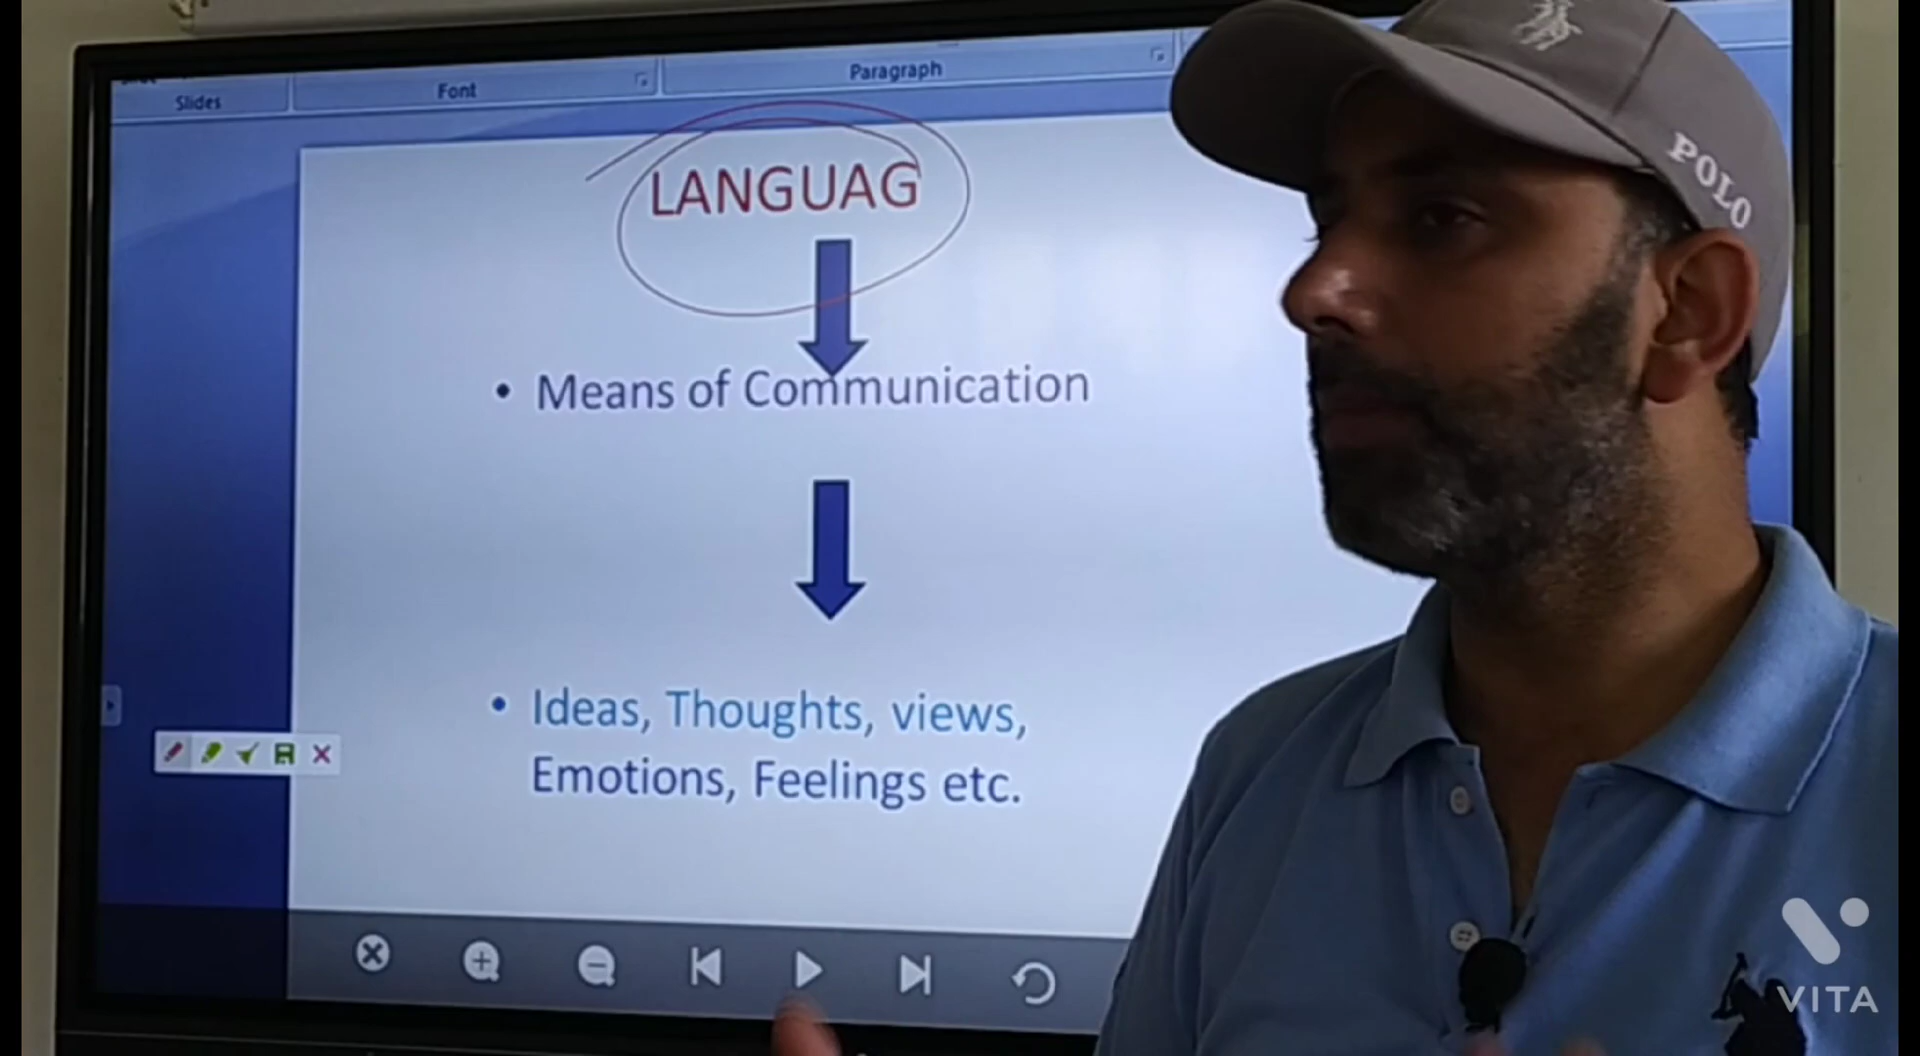 Slides
Font
Paragraph
LANGUAG
• Means of Communication
• Ideas, Thoughts, views,
Emotions, Feelings etc.
POLO
VITA